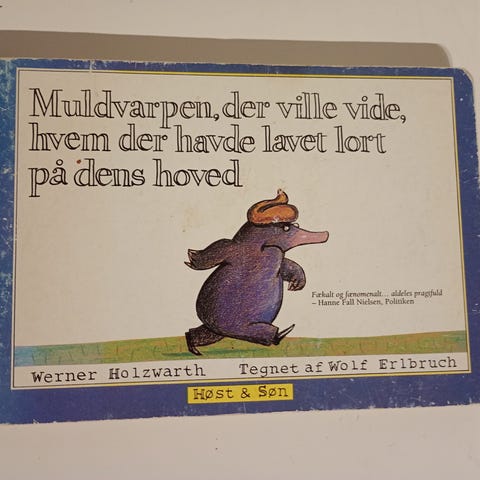 Muldvarpen, der ville vide,
hvem der havde lavet lort
på dens hoved
Fækalt og fænomenalt... aldeles pragtfuld
– Hanne Fall Nielsen, Politiken
Werner Holzwarth Tegnet af Wolf Erlbruch
Høst & Søn